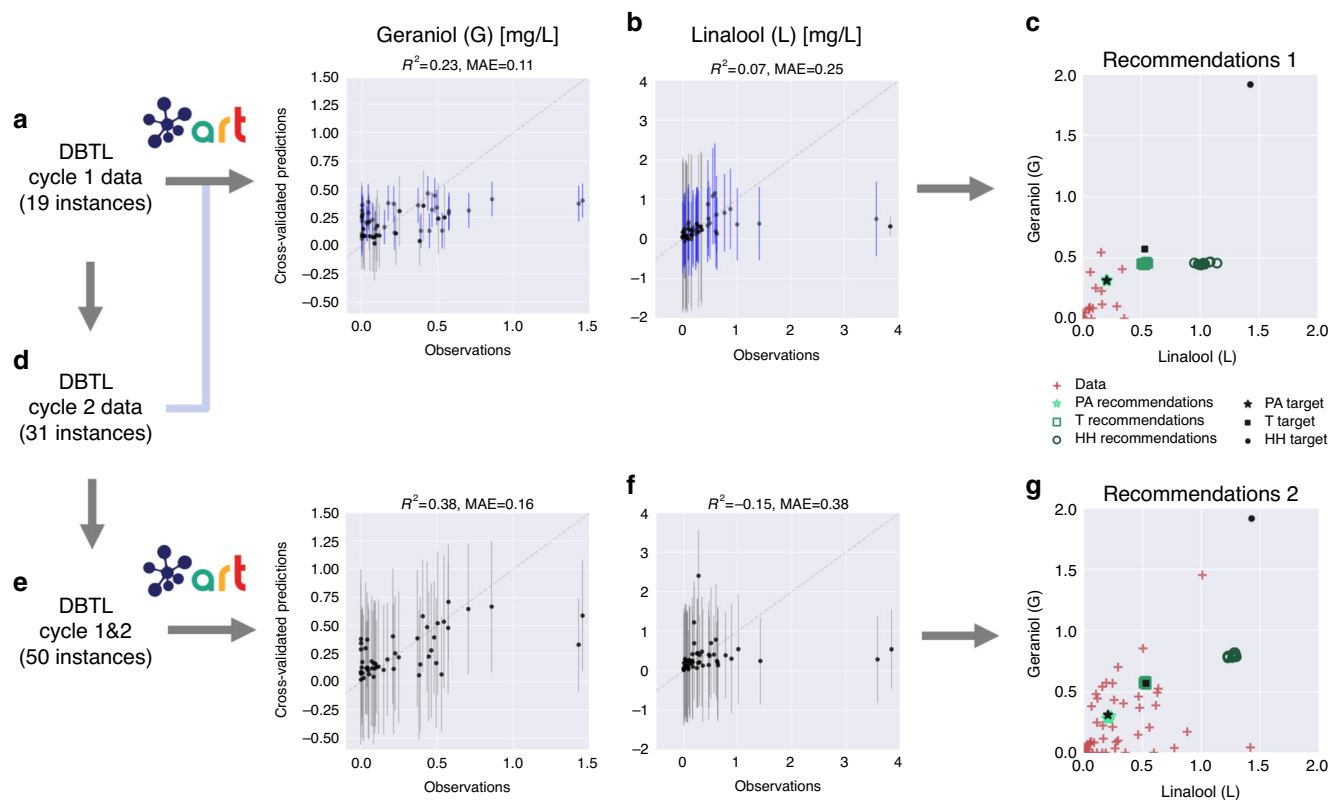 a
DBTL
cycle 1 data
(19 instances)
art
Geraniol (G) [mg/L]
R²=0.23, MAE=0.11
Cross-validated predictions
1.50
1.25
1.00
0.75
0.50
0.25
0.00
–0.25
–0.50
0.0
0.5
1.0
1.5
Observations
b
Linalool (L) [mg/L]
R²=0.07, MAE=0.25
4
3
2
1
0
–1
–2
0
1
2
3
4
Observations
c
Recommendations 1
Geraniol (G)
2.0
1.5
1.0
0.5
0.0
0.0
0.5
1.0
1.5
2.0
Linalool (L)
Data
PA recommendations
T recommendations
HH recommendations
PA target
T target
HH target
d
DBTL
cycle 2 data
(31 instances)
e
DBTL
cycle 1&2
(50 instances)
art
R²=0.38, MAE=0.16
Cross-validated predictions
1.50
1.25
1.00
0.75
0.50
0.25
0.00
–0.25
–0.50
0.0
0.5
1.0
1.5
Observations
f
R²=–0.15, MAE=0.38
4
3
2
1
0
–1
–2
0
1
2
3
4
Observations
g
Recommendations 2
Geraniol (G)
2.0
1.5
1.0
0.5
0.0
0.0
0.5
1.0
1.5
2.0
Linalool (L)